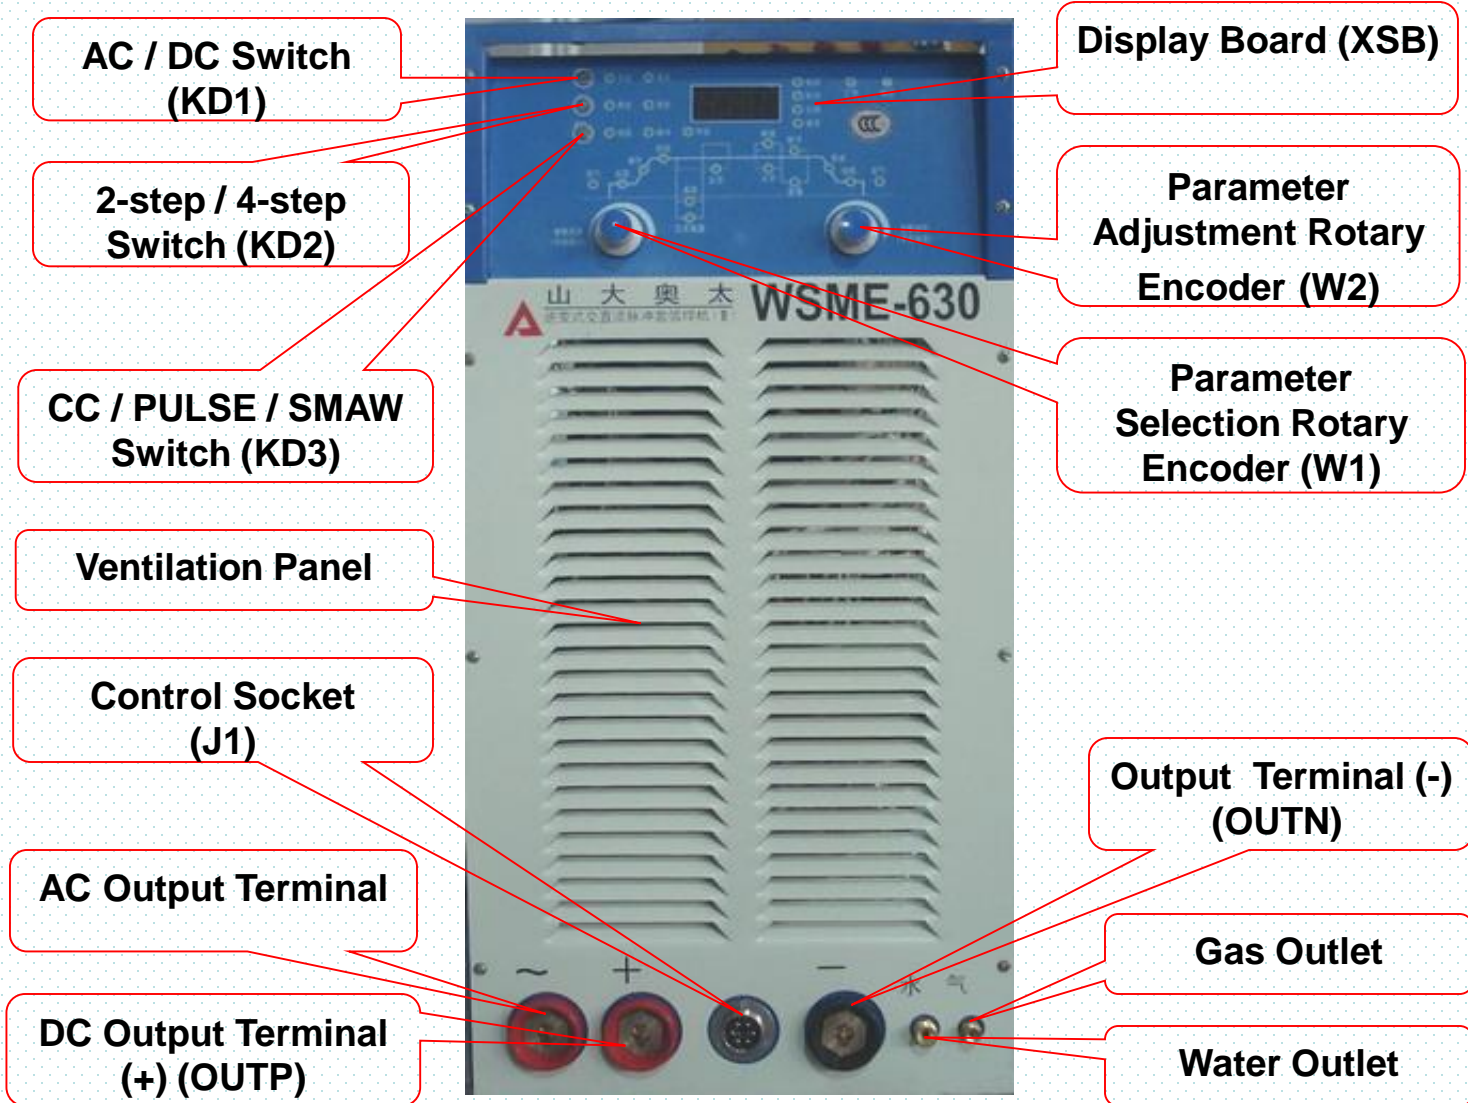 AC / DC Switch
(KD1)
Display Board (XSB)
2-step / 4-step
Switch (KD2)
Parameter
Adjustment Rotary
Encoder (W2)
山 大 奥 太
WSME-630
CC / PULSE / SMAW
Switch (KD3)
Parameter
Selection Rotary
Encoder (W1)
Ventilation Panel
Control Socket
(J1)
Output Terminal (-)
(OUTN)
AC Output Terminal
Gas Outlet
~ + −
水 气
DC Output Terminal
(+) (OUTP)
Water Outlet